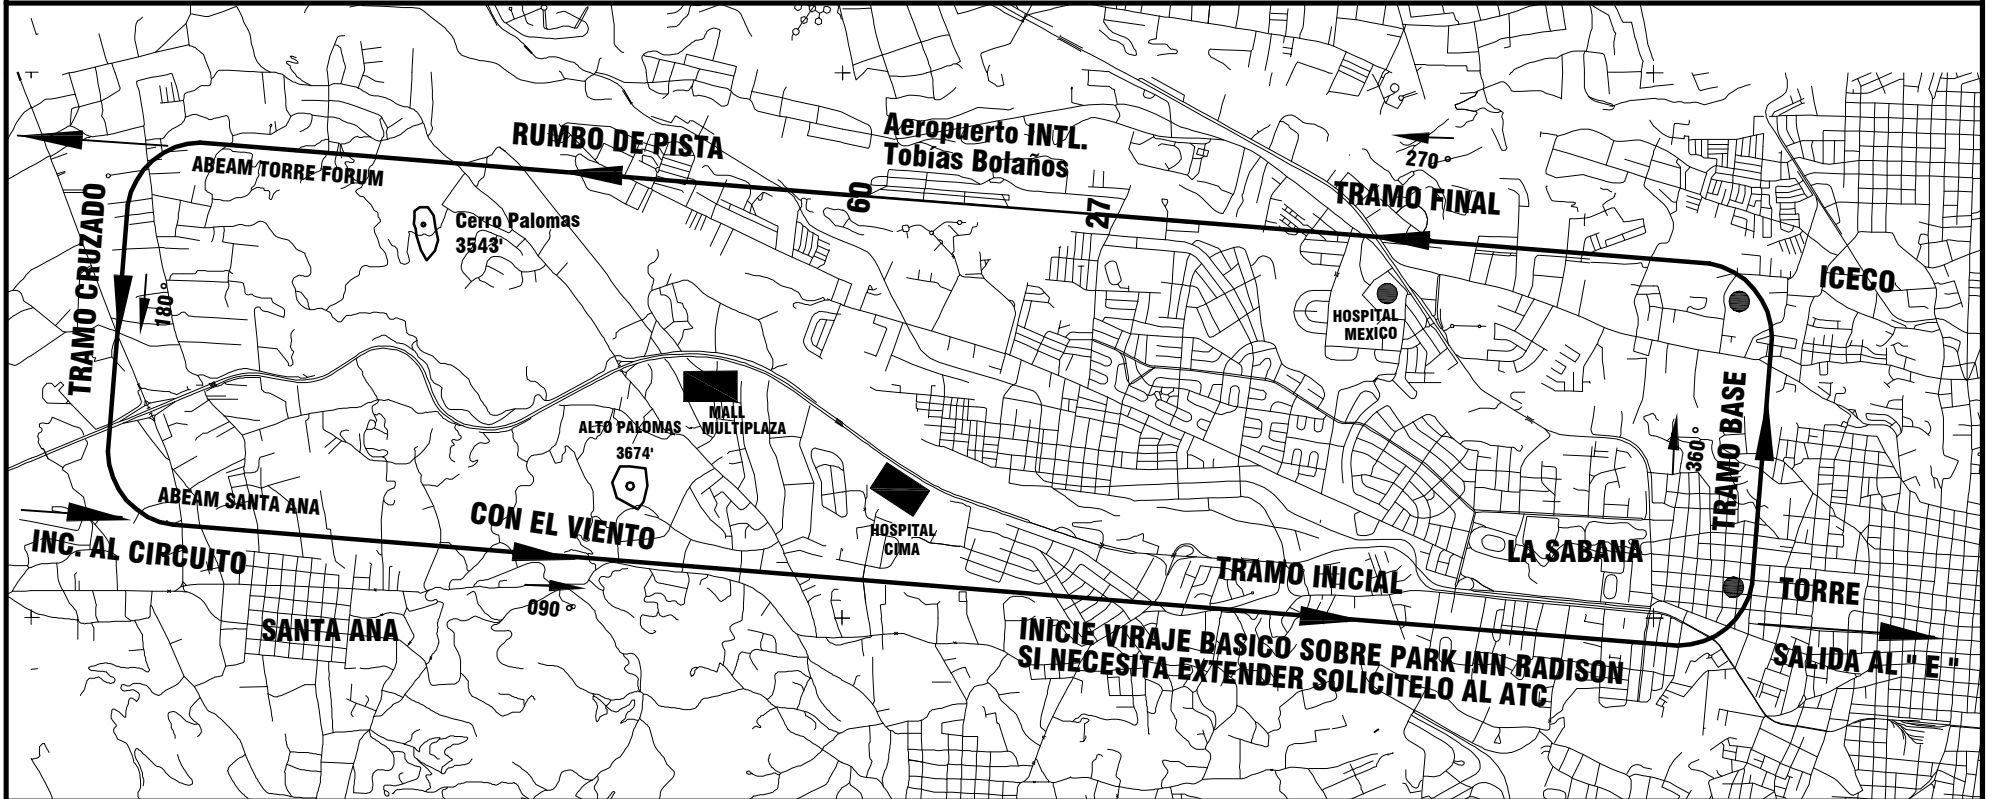 RUMBO DE PISTA
Aeropuerto INTL.
Tobías Bolaños
270°
ABEAM TORRE FORUM
TRAMO FINAL
09
27
Cerro Palomas
3543'
TRAMO CRUZADO
180°
ICECO
HOSPITAL
MEXICO
MALL
MULTIPLAZA
ALTO PALOMAS
3674'
360°
TRAMO BASE
ABEAM SANTA ANA
CON EL VIENTO
INC. AL CIRCUITO
HOSPITAL
CIMA
LA SABANA
TRAMO INICIAL
090°
TORRE
SANTA ANA
INICIE VIRAJE BASICO SOBRE PARK INN RADISON
SI NECESITA EXTENDER SOLICITELO AL ATC
SALIDA AL " E "